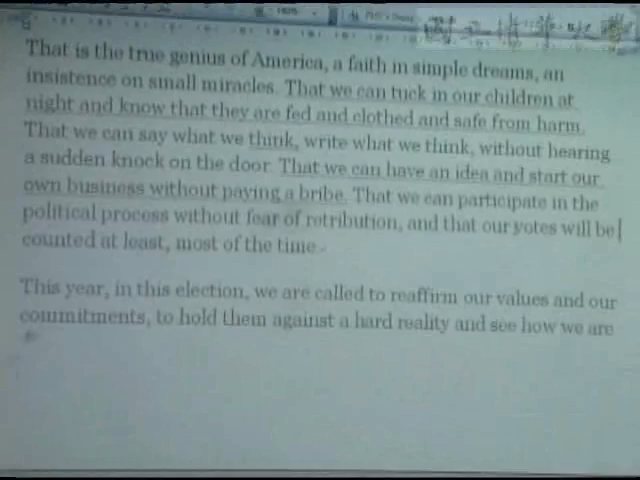 That is the true genius of America, a faith in simple dreams, an
insistence on small miracles. That we can tuck in our children at
night and know that they are fed and clothed and safe from harm.
That we can say what we think, write what we think, without hearing
a sudden knock on the door. That we can have an idea and start our
own business without paying a bribe. That we can participate in the
political process without fear of retribution, and that our votes will be
counted at least, most of the time
This year, in this election, we are called to reaffirm our values and our
commitments, to hold them against a hard reality and see how we are